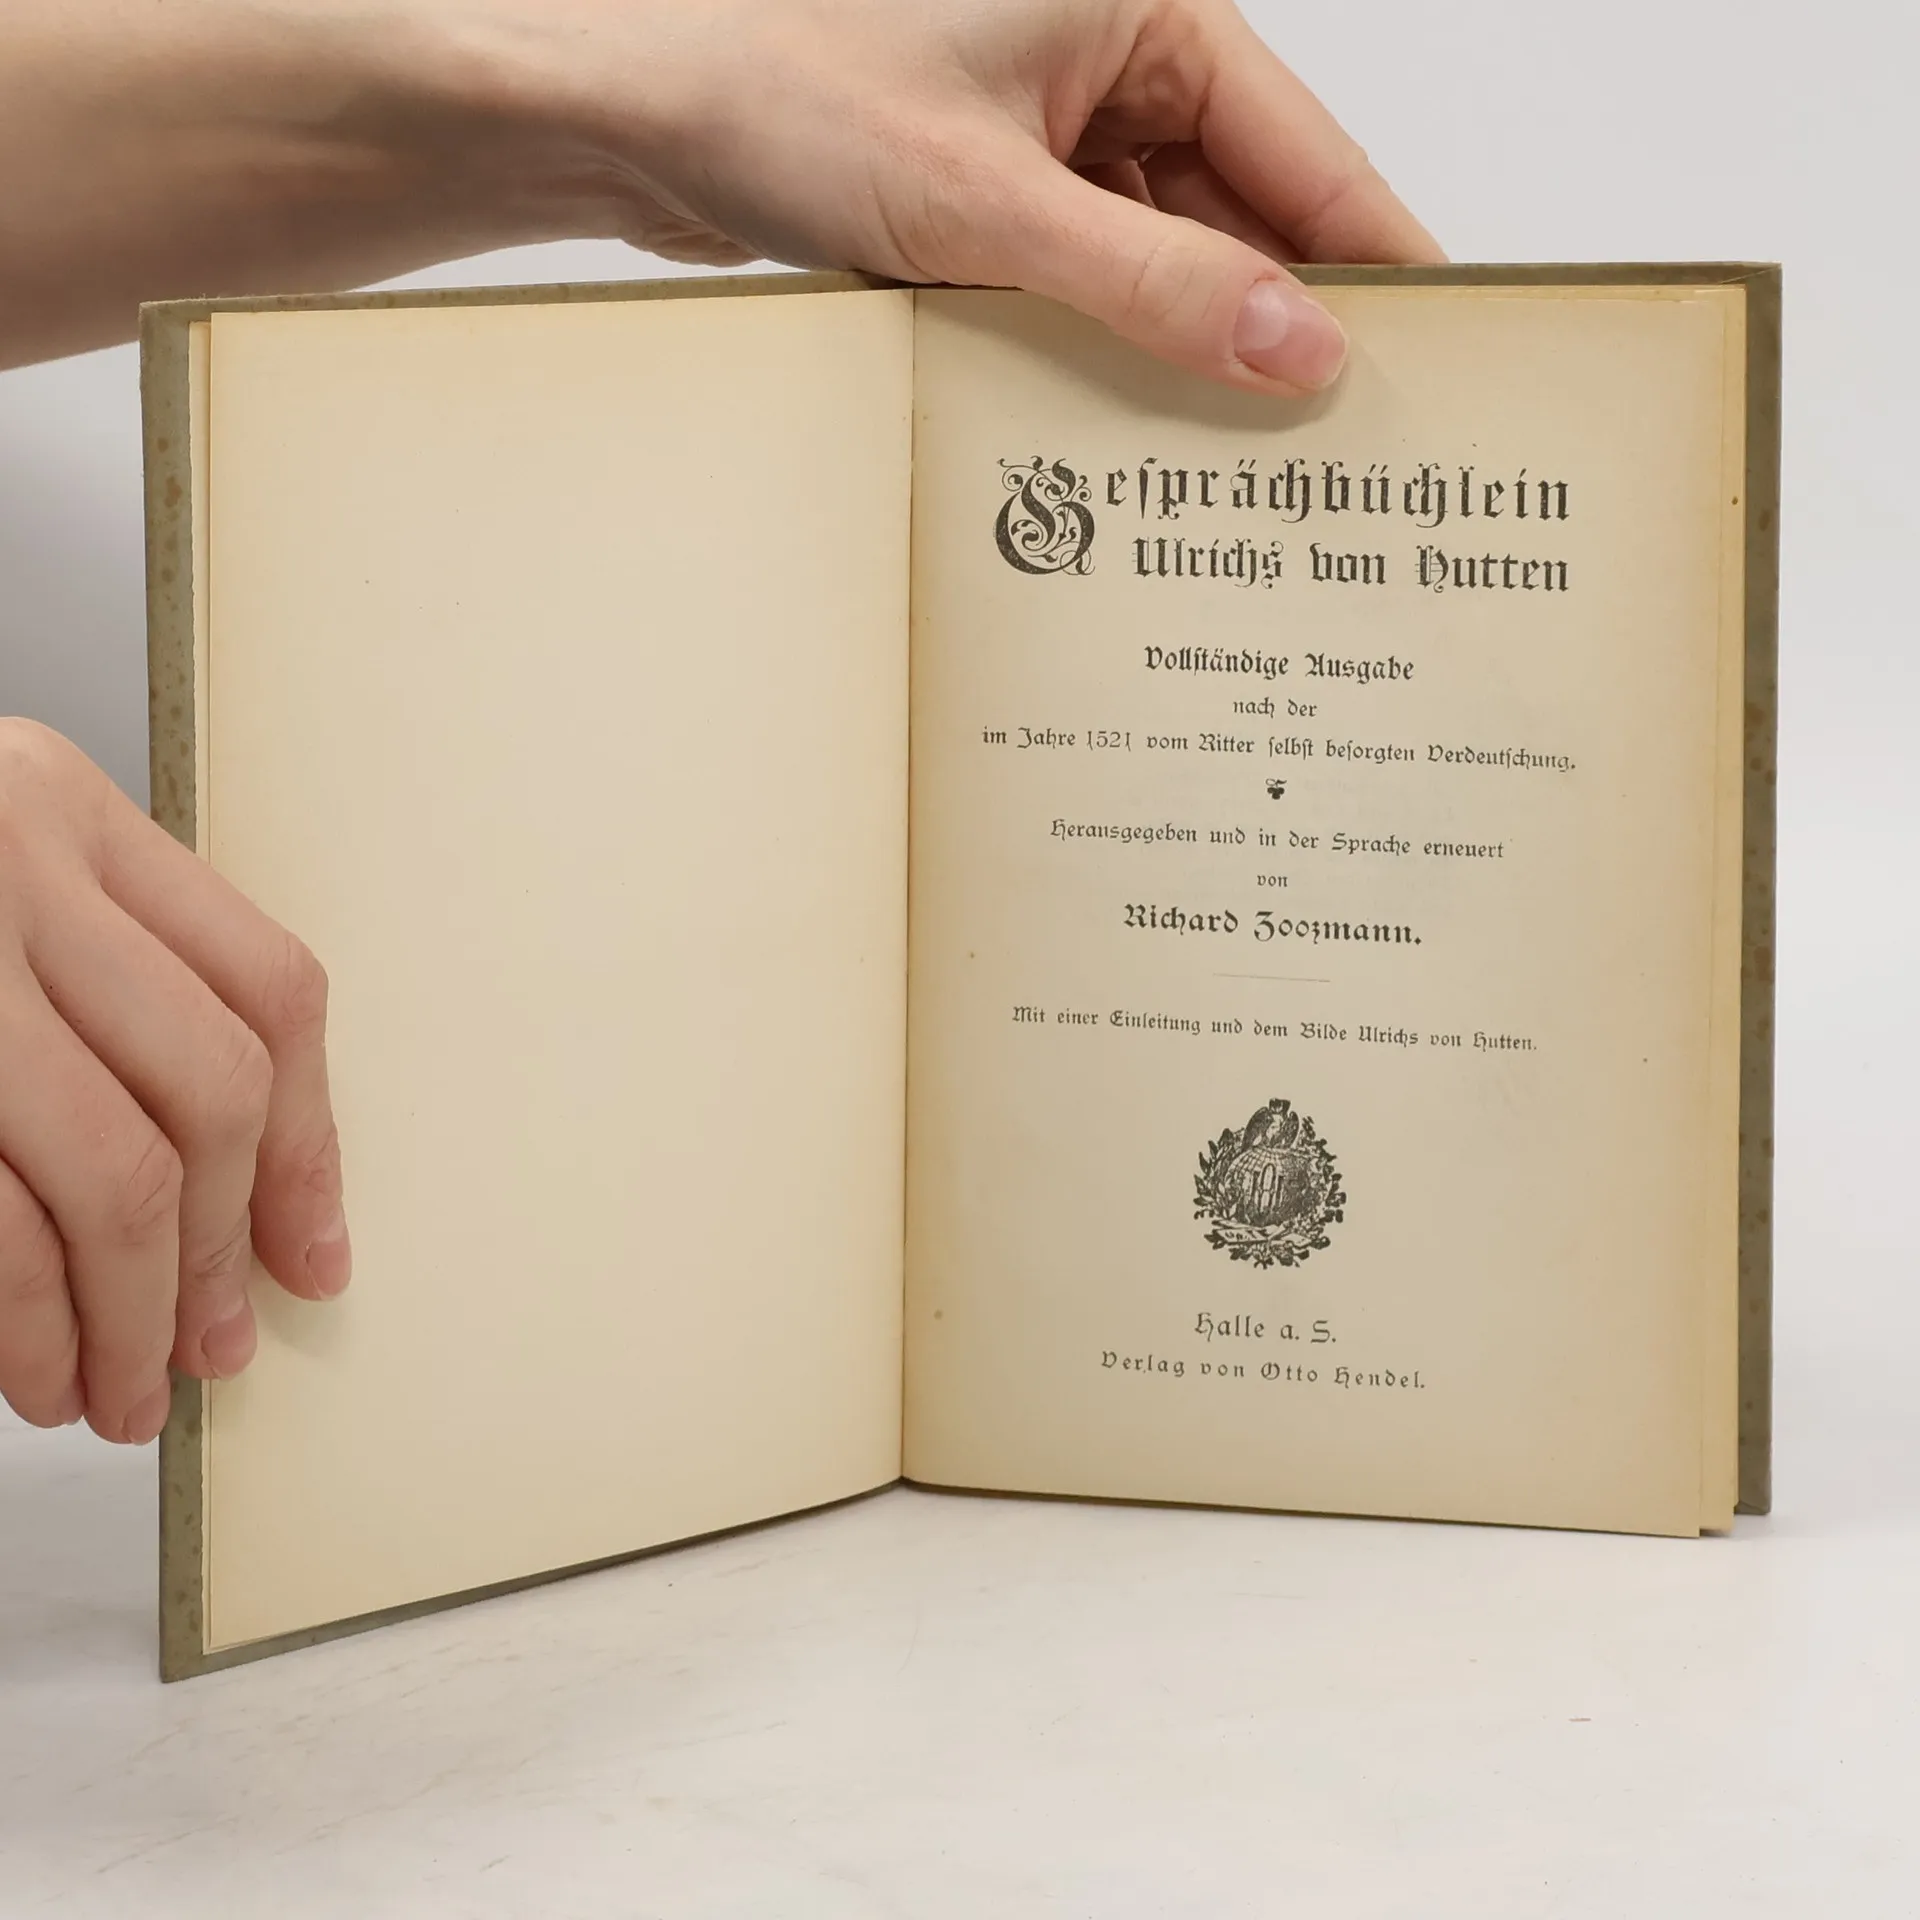 Gesprächbüchlein
Ulrichs von Hutten
Vollständige Ausgabe
nach der
im Jahre 1521 vom Ritter selbst besorgten Verdeutschung.
Herausgegeben und in der Sprache erneuert
von
Richard Zoozmann.
Mit einer Einleitung und dem Bilde Ulrichs von Hutten.
Halle a. S.
Verlag von Otto Hendel.